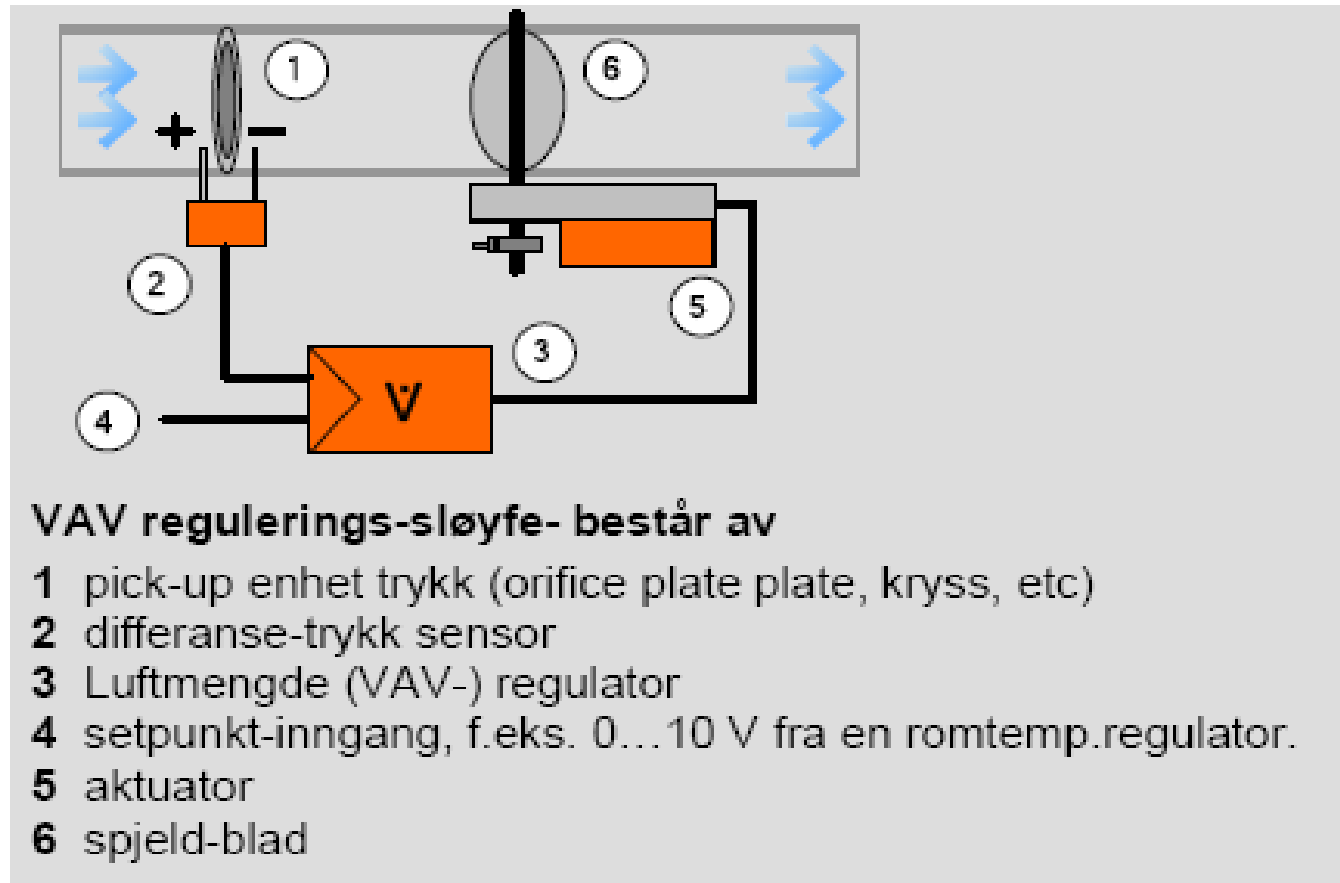 1
6
+ −
2
5
3
V̇
4
VAV regulerings-sløyfe- består av
1 pick-up enhet trykk (orifice plate plate, kryss, etc)
2 differanse-trykk sensor
3 Luftmengde (VAV-) regulator
4 setpunkt-inngang, f.eks. 0...10 V fra en romtemp.regulator.
5 aktuator
6 spjeld-blad